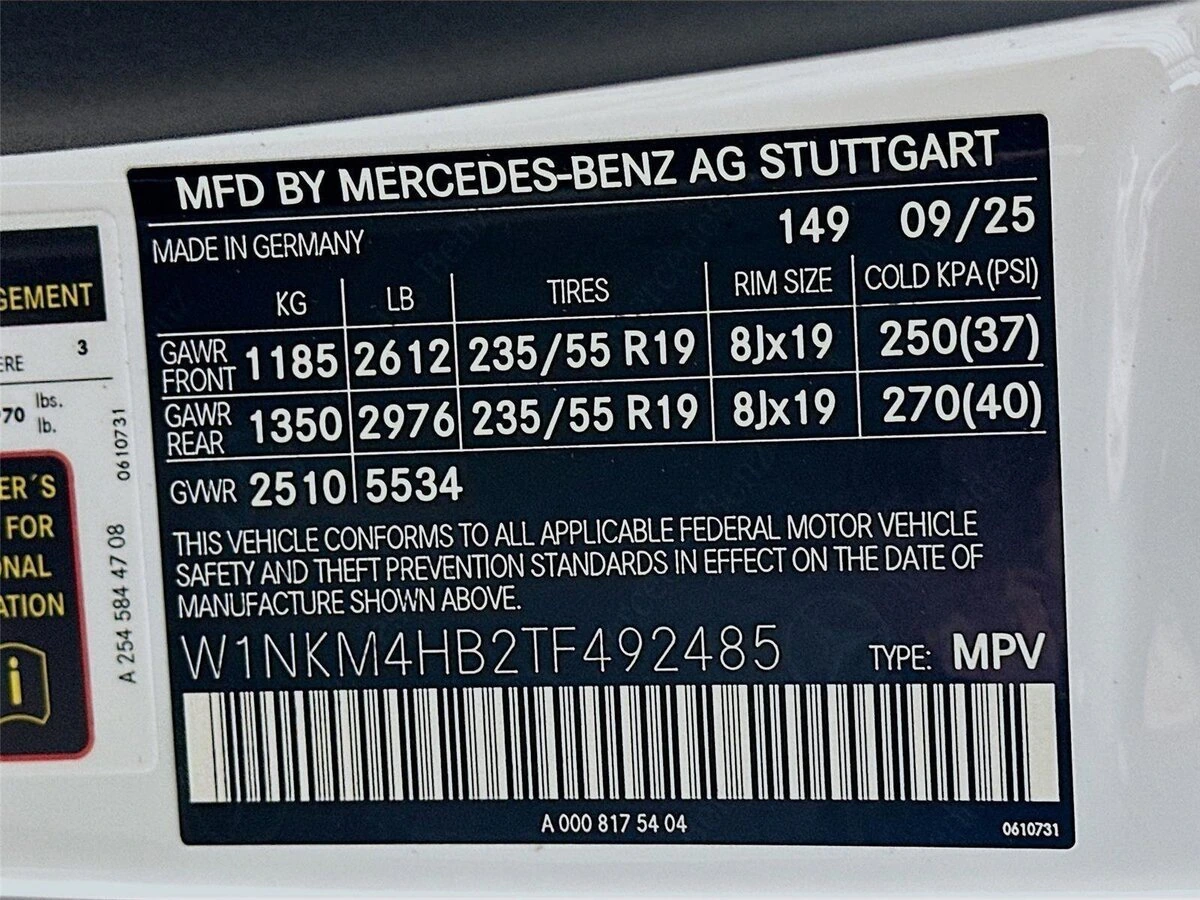 MFD BY MERCEDES-BENZ AG STUTTGART
MADE IN GERMANY 149 09/25
KG LB TIRES RIM SIZE COLD KPA (PSI)
GAWR FRONT 1185 2612 235/55 R19 8Jx19 250(37)
GAWR REAR 1350 2976 235/55 R19 8Jx19 270(40)
GVWR 2510 5534
THIS VEHICLE CONFORMS TO ALL APPLICABLE FEDERAL MOTOR VEHICLE
SAFETY AND THEFT PREVENTION STANDARDS IN EFFECT ON THE DATE OF
MANUFACTURE SHOWN ABOVE.
W1NKM4HB2TF492485 TYPE: MPV
A 000 817 54 04 0610731
GEMENT
ERE 3
70 lbs.
lb.
ER´S
FOR
ONAL
ATION
i
A 254 584 47 08 0610731